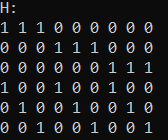 H:
1 1 1 0 0 0 0 0 0
0 0 0 1 1 1 0 0 0
0 0 0 0 0 0 1 1 1
1 0 0 1 0 0 1 0 0
0 1 0 0 1 0 0 1 0
0 0 1 0 0 1 0 0 1